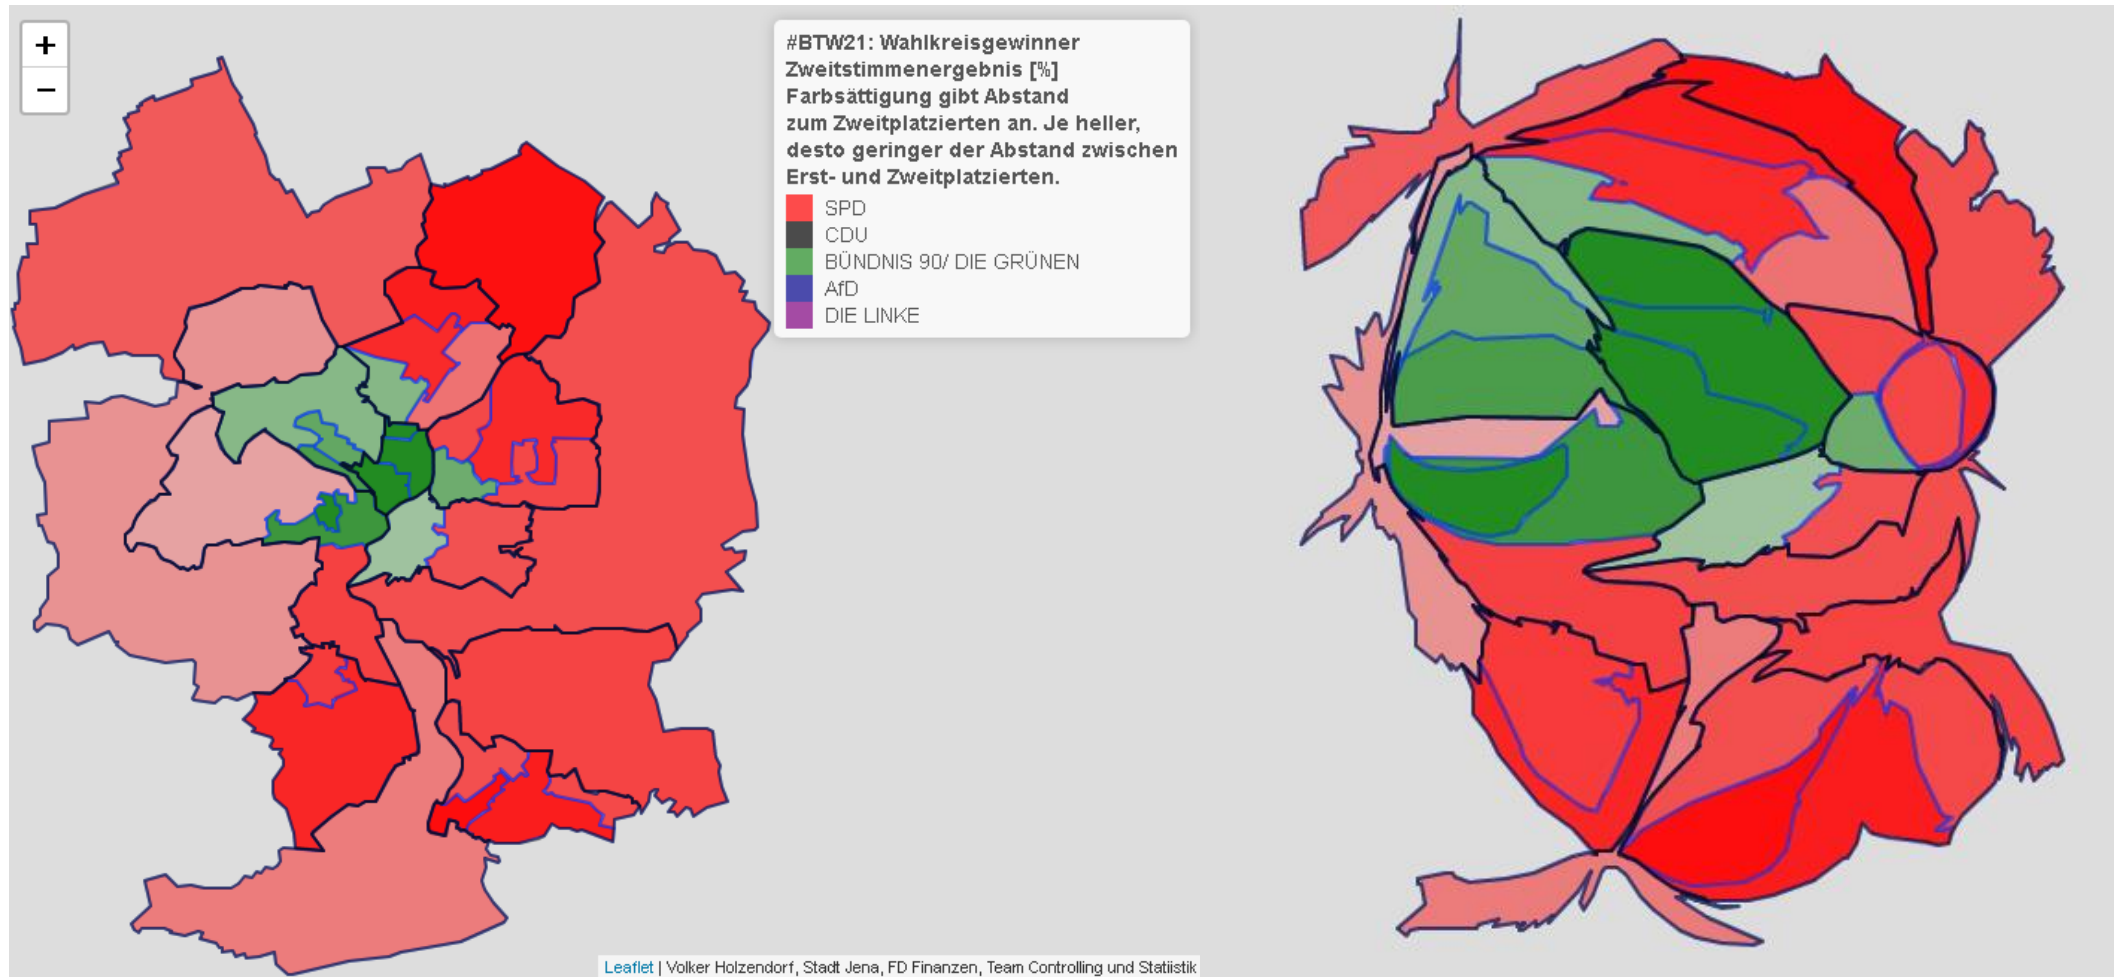 +
−
#BTW21: Wahlkreisgewinner
Zweitstimmenergebnis [%]
Farbsättigung gibt Abstand
zum Zweitplatzierten an. Je heller,
desto geringer der Abstand zwischen
Erst- und Zweitplatzierten.
SPD
CDU
BÜNDNIS 90/ DIE GRÜNEN
AfD
DIE LINKE
Leaflet | Volker Holzendorf, Stadt Jena, FD Finanzen, Team Controlling und Statiistik